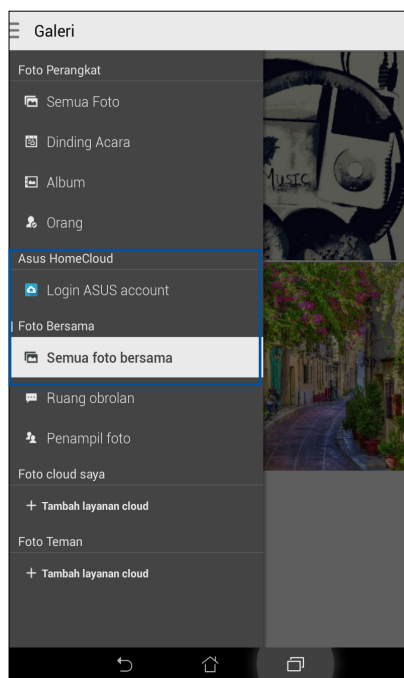 Galeri
Foto Perangkat
Semua Foto
Dinding Acara
Album
Orang
Asus HomeCloud
Login ASUS account
Foto Bersama
Semua foto bersama
Ruang obrolan
Penampil foto
Foto cloud saya
+ Tambah layanan cloud
Foto Teman
+ Tambah layanan cloud
MUSIC